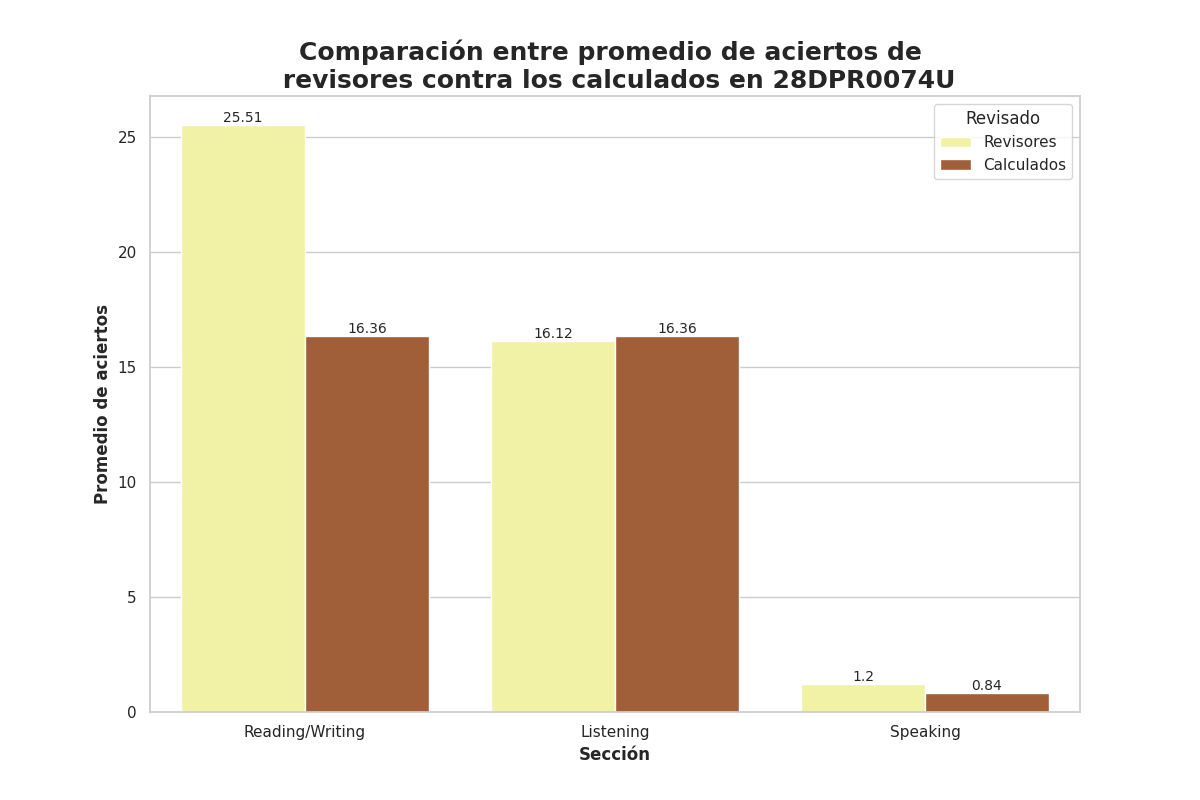 Comparación entre promedio de aciertos de
revisores contra los calculados en 28DPR0074U
Revisado
Revisores
Calculados
Promedio de aciertos
25
20
15
10
5
0
25.51
16.36
16.12
16.36
1.2
0.84
Reading/Writing
Listening
Speaking
Sección